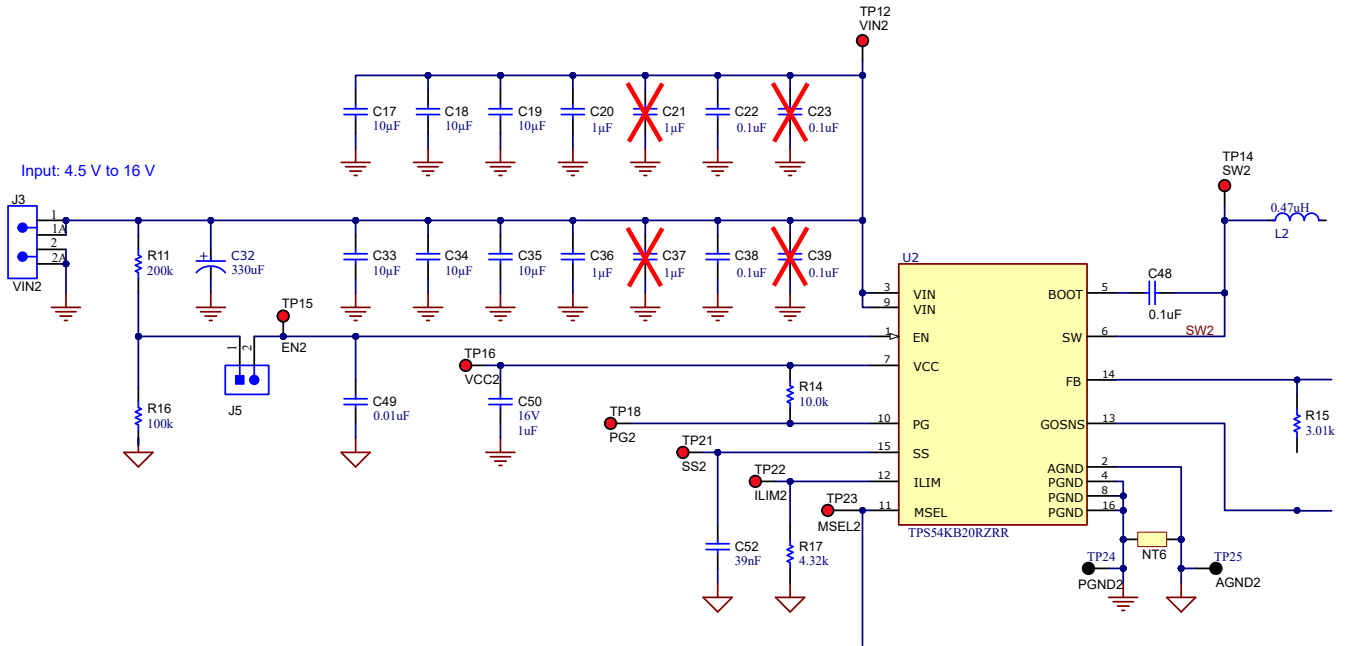 TP12
VIN2
C17
10µF
C18
10µF
C19
10µF
C20
1µF
C21
1µF
C22
0.1uF
C23
0.1uF
Input: 4.5 V to 16 V
TP14
SW2
J3
1
1A
2
2A
VIN2
R11
200k
C32
330uF
+
C33
10µF
C34
10µF
C35
10µF
C36
1µF
C37
1µF
C38
0.1uF
C39
0.1uF
0.47uH
L2
U2
C48
0.1uF
3 VIN
9 VIN
1 EN
7 VCC
10 PG
15 SS
12 ILIM
11 MSEL
BOOT 5
SW 6
SW2
FB 14
GOSNS 13
AGND 2
PGND 4
PGND 8
PGND 16
TPS54KB20RZRR
TP15
EN2
1
2
J5
R16
100k
C49
0.01uF
TP16
VCC2
C50
16V
1uF
R14
10.0k
TP18
PG2
R15
3.01k
TP21
SS2
TP22
ILIM2
TP23
MSEL2
C52
39nF
R17
4.32k
NT6
TP24
PGND2
TP25
AGND2